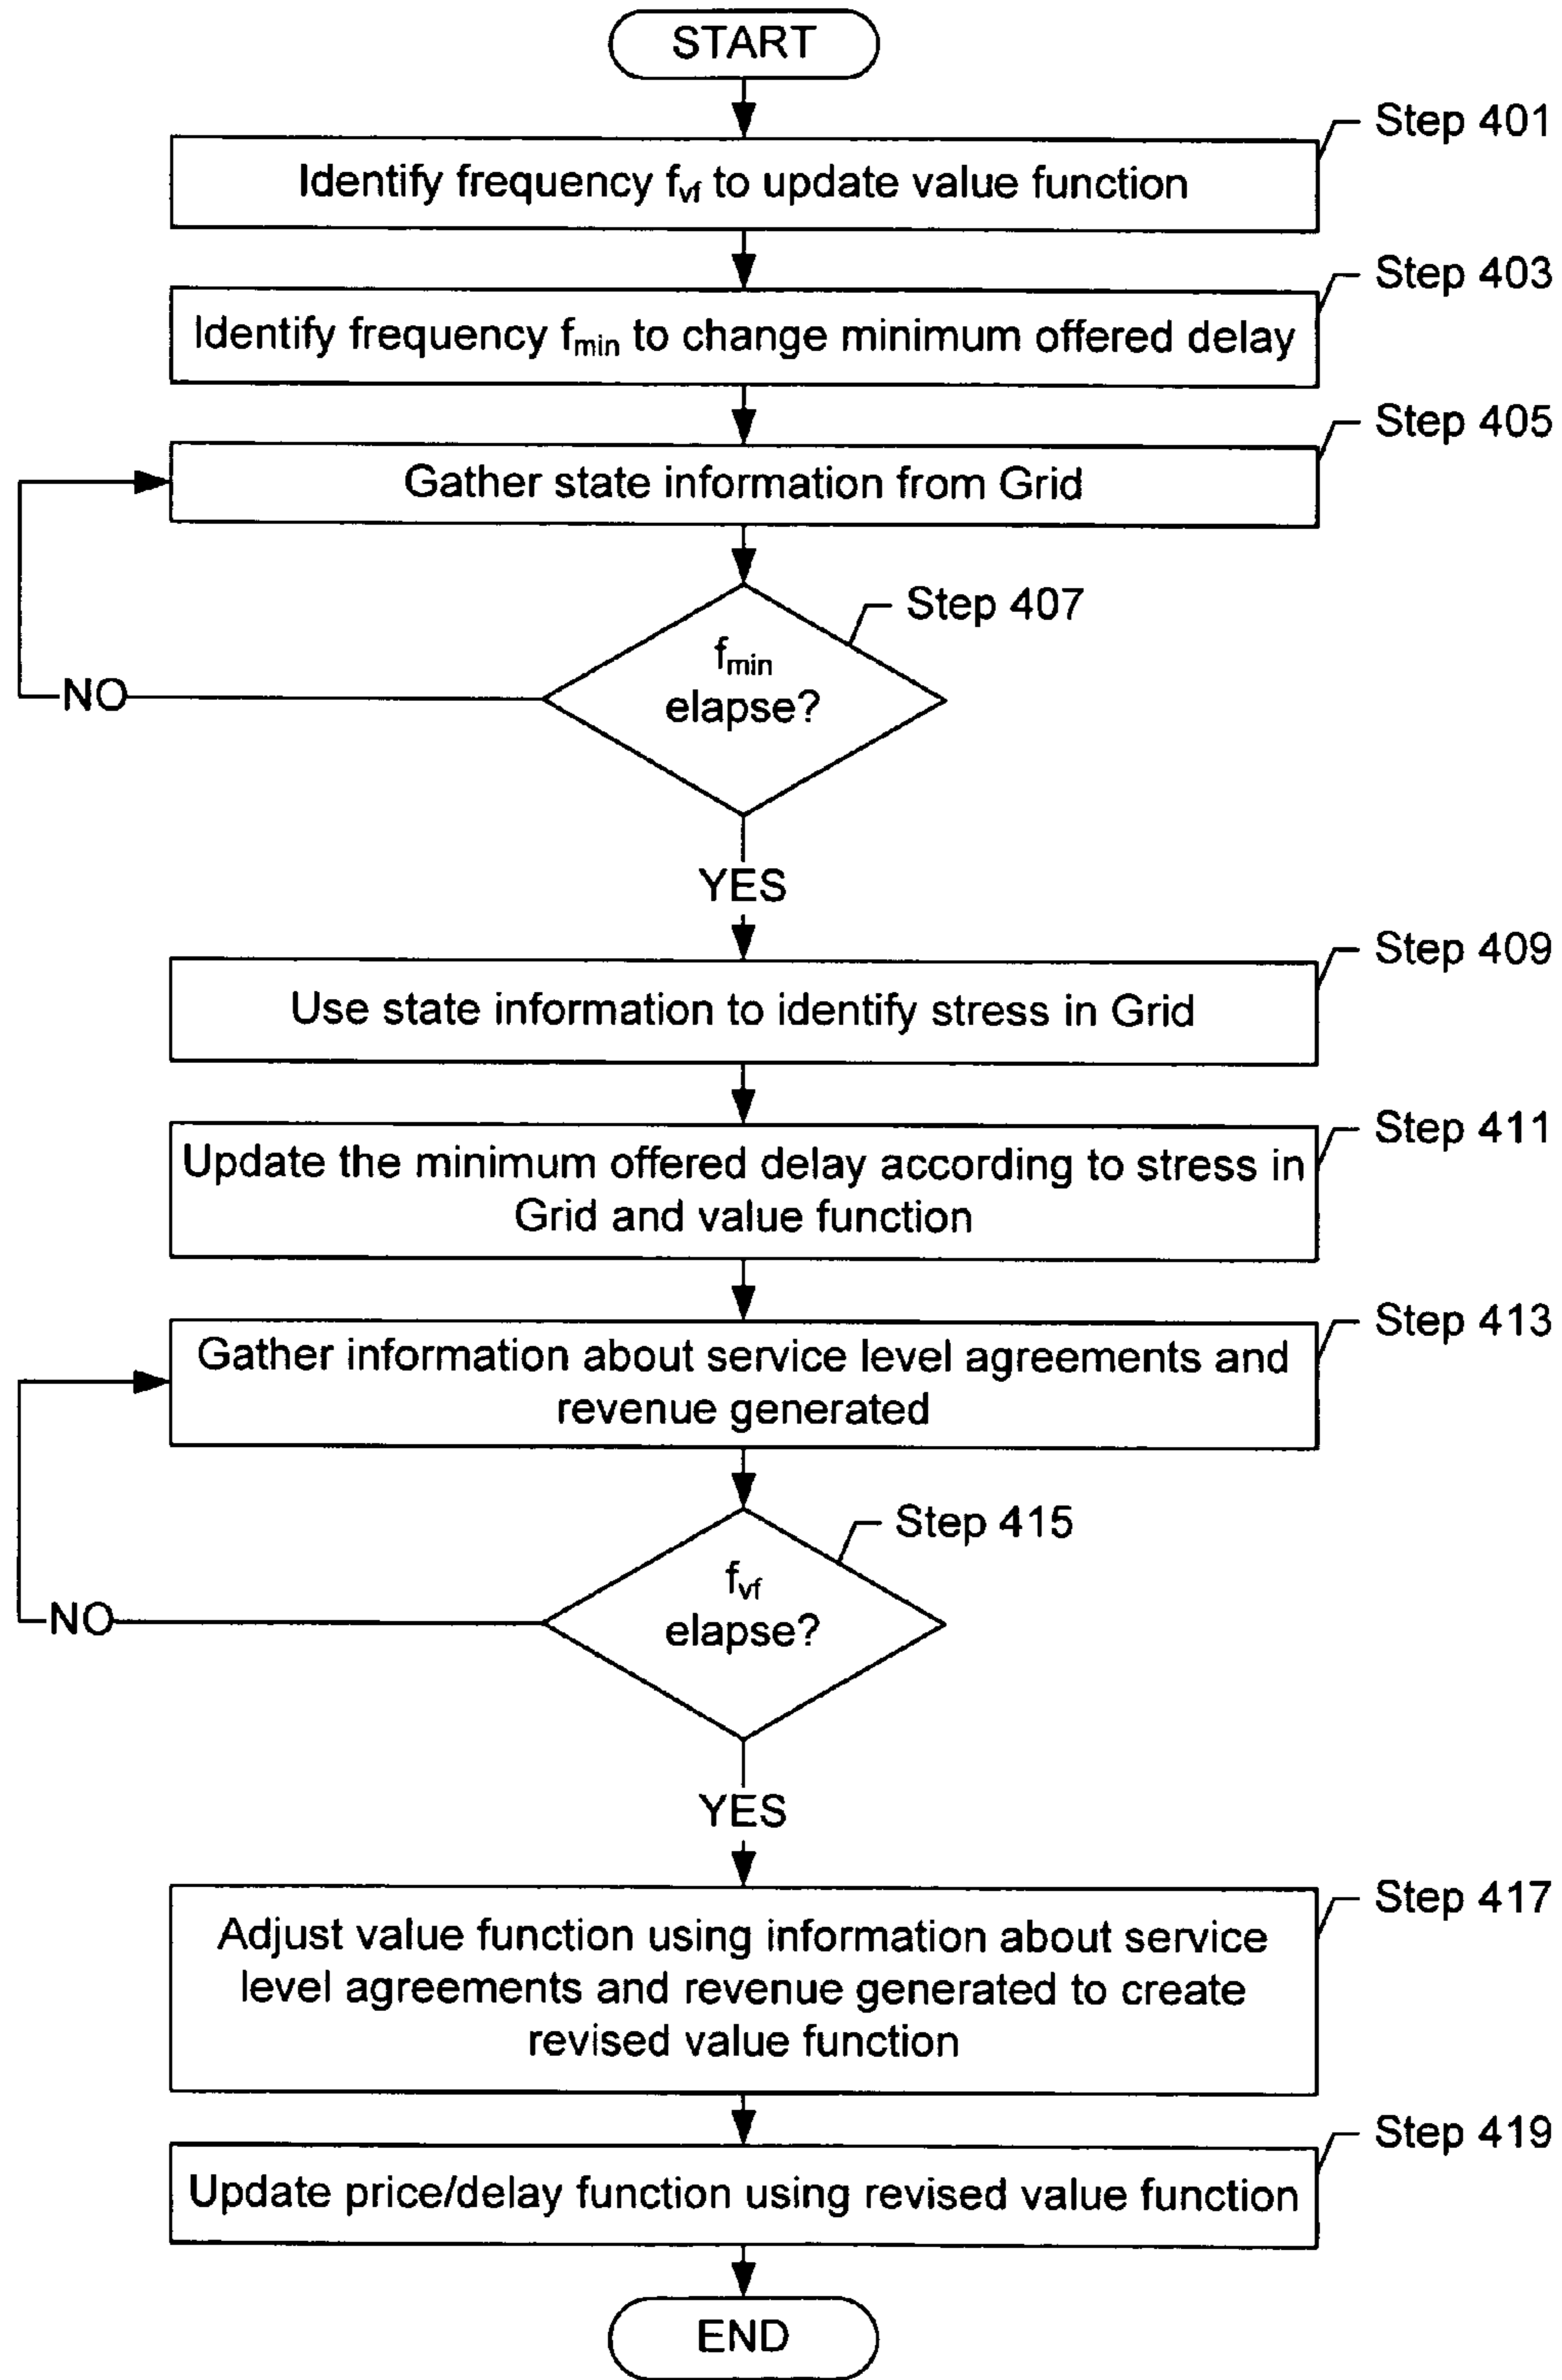 START
Step 401
Identify frequency fvf to update value function
Step 403
Identify frequency fmin to change minimum offered delay
Step 405
Gather state information from Grid
Step 407
fmin
elapse?
NO
YES
Step 409
Use state information to identify stress in Grid
Step 411
Update the minimum offered delay according to stress in
Grid and value function
Step 413
Gather information about service level agreements and
revenue generated
Step 415
fvf
elapse?
NO
YES
Step 417
Adjust value function using information about service
level agreements and revenue generated to create
revised value function
Step 419
Update price/delay function using revised value function
END